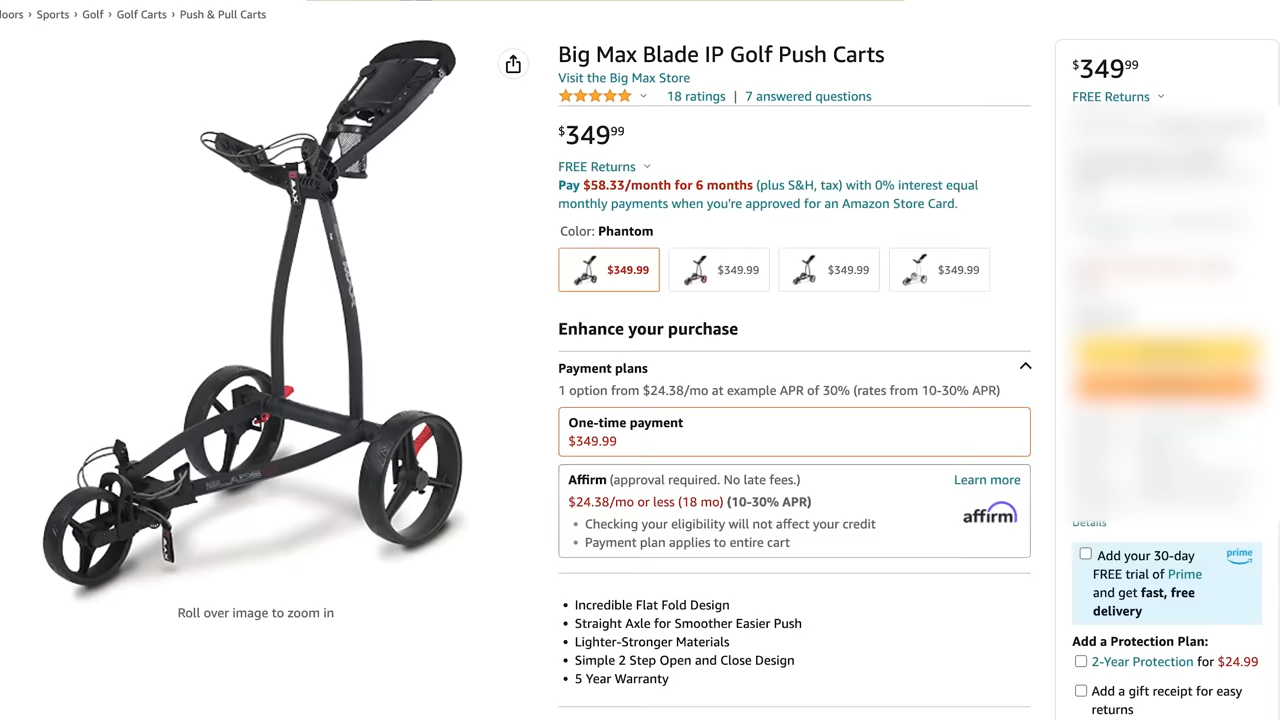 oors › Sports › Golf › Golf Carts › Push & Pull Carts
Big Max Blade IP Golf Push Carts
Visit the Big Max Store
18 ratings | 7 answered questions
$349.99
FREE Returns
Pay $58.33/month for 6 months (plus S&H, tax) with 0% interest equal
monthly payments when you're approved for an Amazon Store Card.
Color: Phantom
$349.99 $349.99 $349.99 $349.99
Enhance your purchase
Payment plans
1 option from $24.38/mo at example APR of 30% (rates from 10-30% APR)
One-time payment
$349.99
Affirm (approval required. No late fees.) Learn more
$24.38/mo or less (18 mo) (10-30% APR)
affirm
• Checking your eligibility will not affect your credit
• Payment plan applies to entire cart
• Incredible Flat Fold Design
• Straight Axle for Smoother Easier Push
• Lighter-Stronger Materials
• Simple 2 Step Open and Close Design
• 5 Year Warranty
MAX
BLADE
Roll over image to zoom in
$349.99
FREE Returns
Details
Add your 30-day
FREE trial of Prime
and get fast, free
delivery
prime
Add a Protection Plan:
2-Year Protection for $24.99
Add a gift receipt for easy
returns